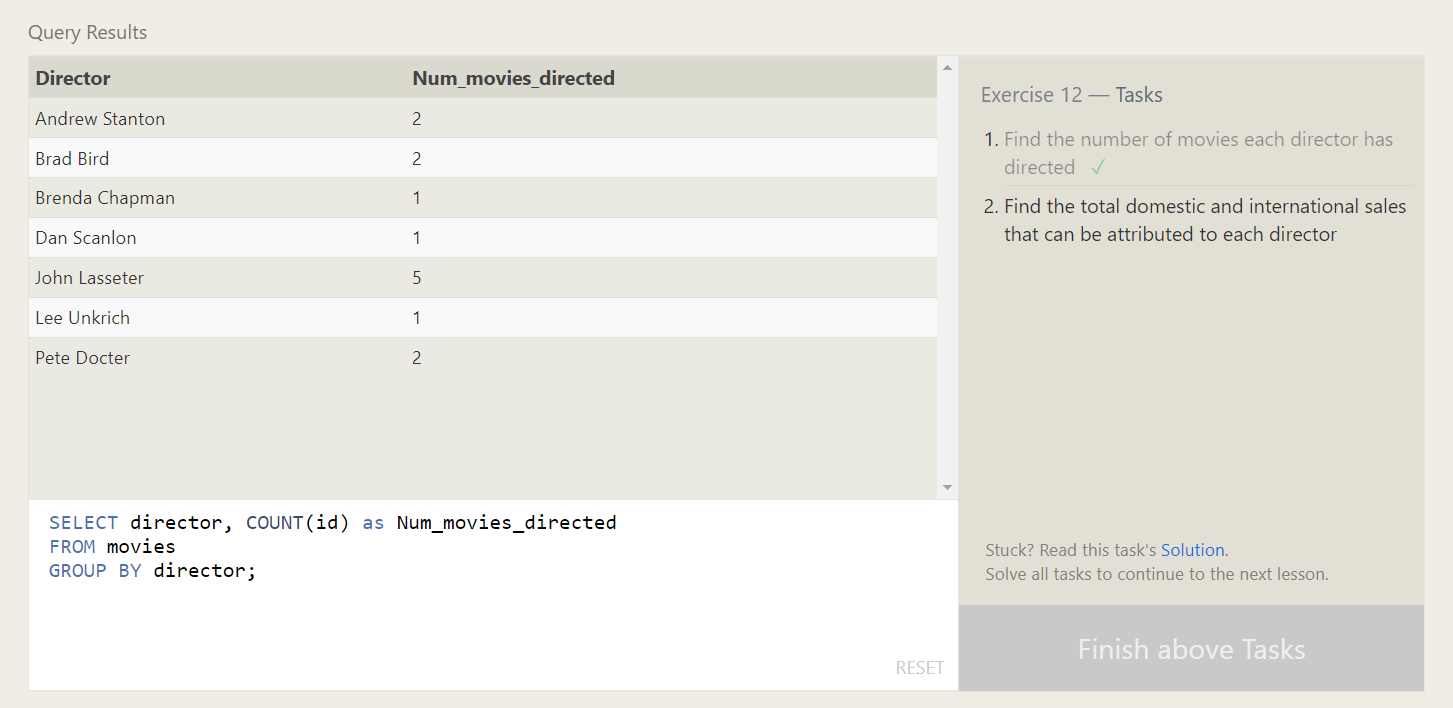 Query Results
Director Num_movies_directed
Andrew Stanton 2
Brad Bird 2
Brenda Chapman 1
Dan Scanlon 1
John Lasseter 5
Lee Unkrich 1
Pete Docter 2
SELECT director, COUNT(id) as Num_movies_directed
FROM movies
GROUP BY director;
RESET
Exercise 12 — Tasks
1. Find the number of movies each director has
directed ✓
2. Find the total domestic and international sales
that can be attributed to each director
Stuck? Read this task's Solution.
Solve all tasks to continue to the next lesson.
Finish above Tasks